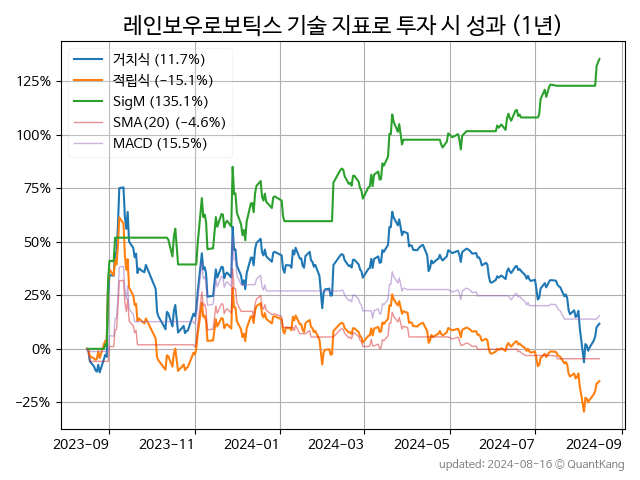 레인보우로보틱스 기술 지표로 투자 시 성과 (1년)
거치식 (11.7%)
적립식 (−15.1%)
SigM (135.1%)
SMA(20) (−4.6%)
MACD (15.5%)
125%
100%
75%
50%
25%
0%
−25%
2023-09 2023-11 2024-01 2024-03 2024-05 2024-07 2024-09
updated: 2024-08-16 © QuantKang